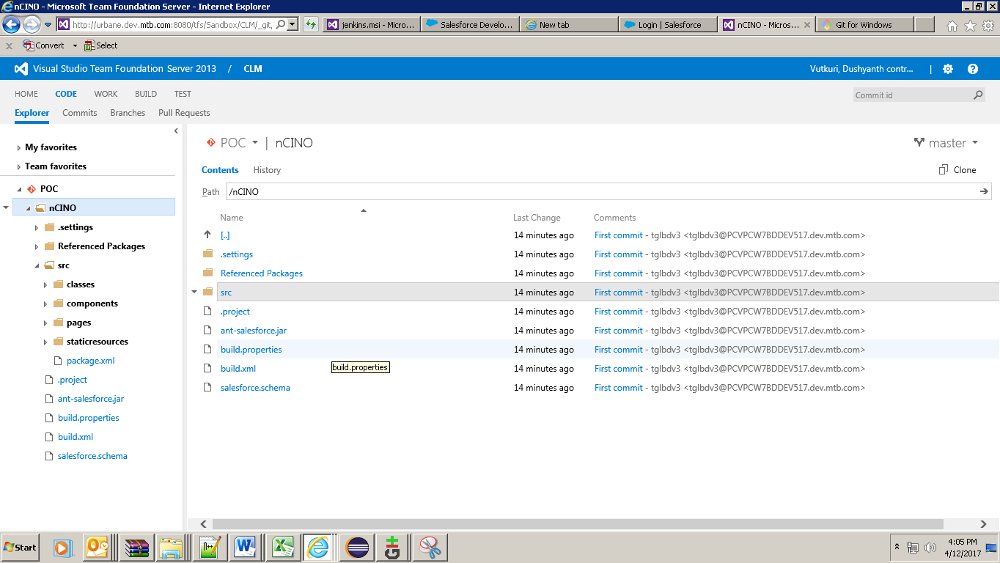 nCINO - Microsoft Team Foundation Server - Internet Explorer
http://urbane.dev.mtb.com:8080/tfs/Sandbox/CLM/_git,
jenkins.msi - Micro...
Salesforce Develo...
New tab
Login | Salesforce
nCINO - Micros...
Git for Windows
x Convert Select
Visual Studio Team Foundation Server 2013 / CLM
Vutkuri, Dushyanth contr... |
HOME CODE WORK BUILD TEST
Commit id
Explorer Commits Branches Pull Requests
My favorites
Team favorites
POC
nCINO
.settings
Referenced Packages
src
classes
components
pages
staticresources
package.xml
.project
ant-salesforce.jar
build.properties
build.xml
salesforce.schema
POC | nCINO
master
Contents History
Clone
Path /nCINO
Name Last Change Comments
[..] 14 minutes ago First commit - tglbdv3 <tglbdv3@PCVPCW7BDDEV517.dev.mtb.com>
.settings 14 minutes ago First commit - tglbdv3 <tglbdv3@PCVPCW7BDDEV517.dev.mtb.com>
Referenced Packages 14 minutes ago First commit - tglbdv3 <tglbdv3@PCVPCW7BDDEV517.dev.mtb.com>
src 14 minutes ago First commit - tglbdv3 <tglbdv3@PCVPCW7BDDEV517.dev.mtb.com>
.project 14 minutes ago First commit - tglbdv3 <tglbdv3@PCVPCW7BDDEV517.dev.mtb.com>
ant-salesforce.jar 14 minutes ago First commit - tglbdv3 <tglbdv3@PCVPCW7BDDEV517.dev.mtb.com>
build.properties 14 minutes ago First commit - tglbdv3 <tglbdv3@PCVPCW7BDDEV517.dev.mtb.com>
build.properties
build.xml 14 minutes ago First commit - tglbdv3 <tglbdv3@PCVPCW7BDDEV517.dev.mtb.com>
salesforce.schema 14 minutes ago First commit - tglbdv3 <tglbdv3@PCVPCW7BDDEV517.dev.mtb.com>
Start
4:05 PM
4/12/2017